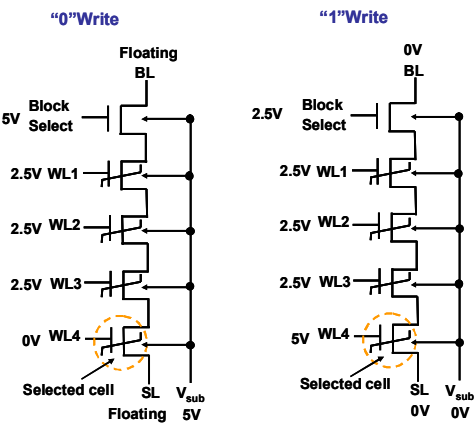 “0”Write
Floating
BL
5V Block Select
2.5V WL1
2.5V WL2
2.5V WL3
0V WL4
Selected cell
SL
Floating
Vsub
5V
“1”Write
0V
BL
2.5V Block Select
2.5V WL1
2.5V WL2
2.5V WL3
5V WL4
Selected cell
SL
0V
Vsub
0V